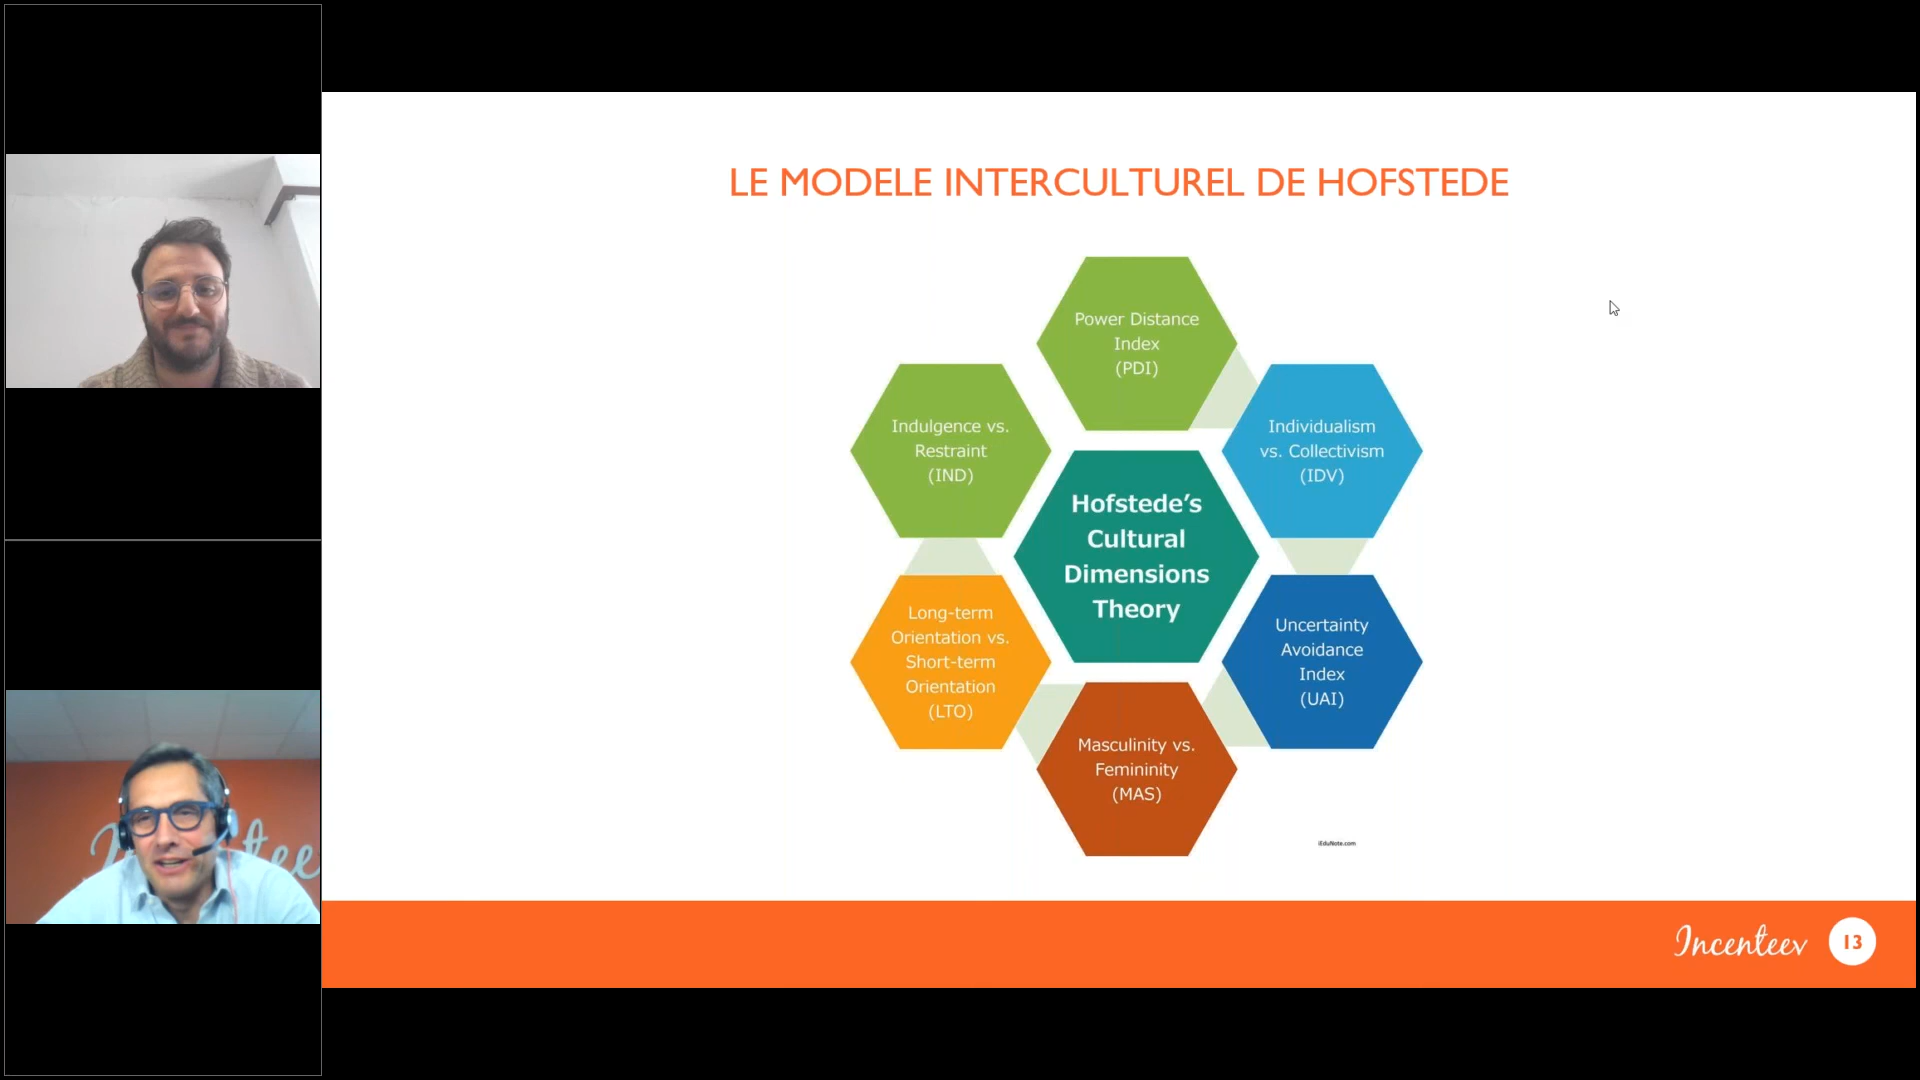 LE MODELE INTERCULTUREL DE HOFSTEDE
Power Distance
Index
(PDI)
Individualism
vs. Collectivism
(IDV)
Uncertainty
Avoidance
Index
(UAI)
Masculinity vs.
Femininity
(MAS)
Long-term
Orientation vs.
Short-term
Orientation
(LTO)
Indulgence vs.
Restraint
(IND)
Hofstede’s
Cultural
Dimensions
Theory
iEduNote.com
Incenteev
13